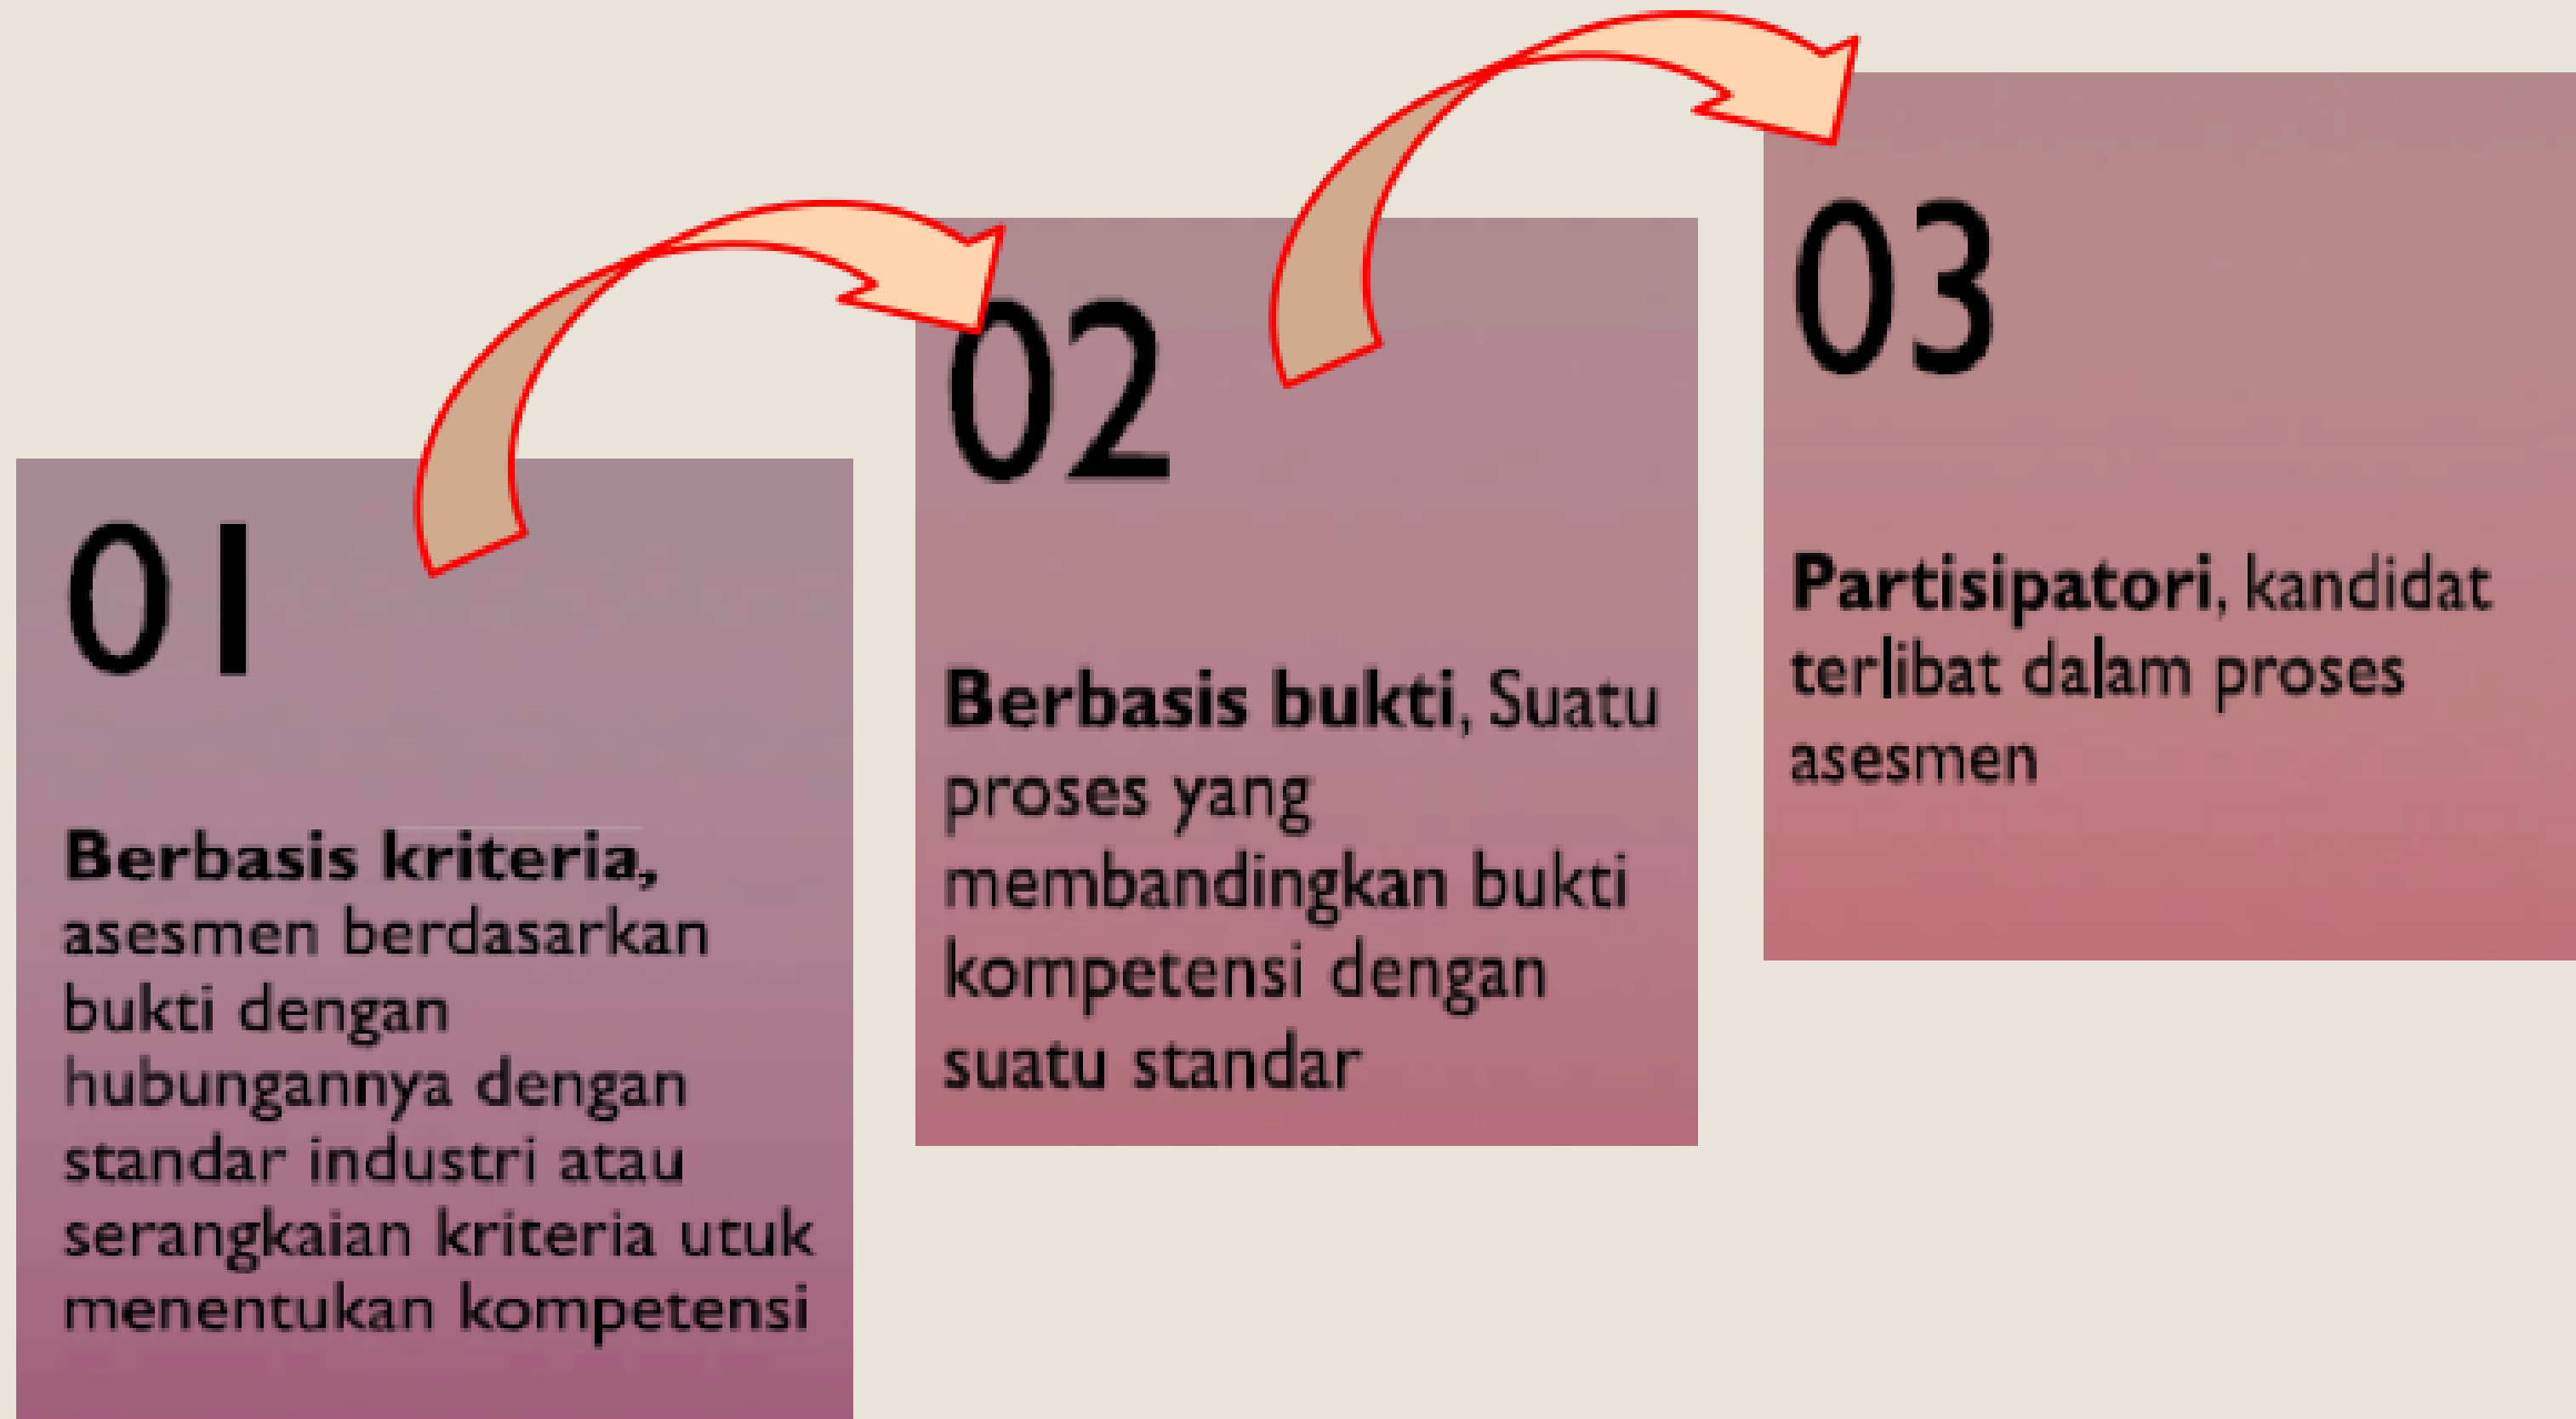 01
Berbasis kriteria,
asesmen berdasarkan
bukti dengan
hubungannya dengan
standar industri atau
serangkaian kriteria utuk
menentukan kompetensi
02
Berbasis bukti, Suatu
proses yang
membandingkan bukti
kompetensi dengan
suatu standar
03
Partisipatori, kandidat
terlibat dalam proses
asesmen